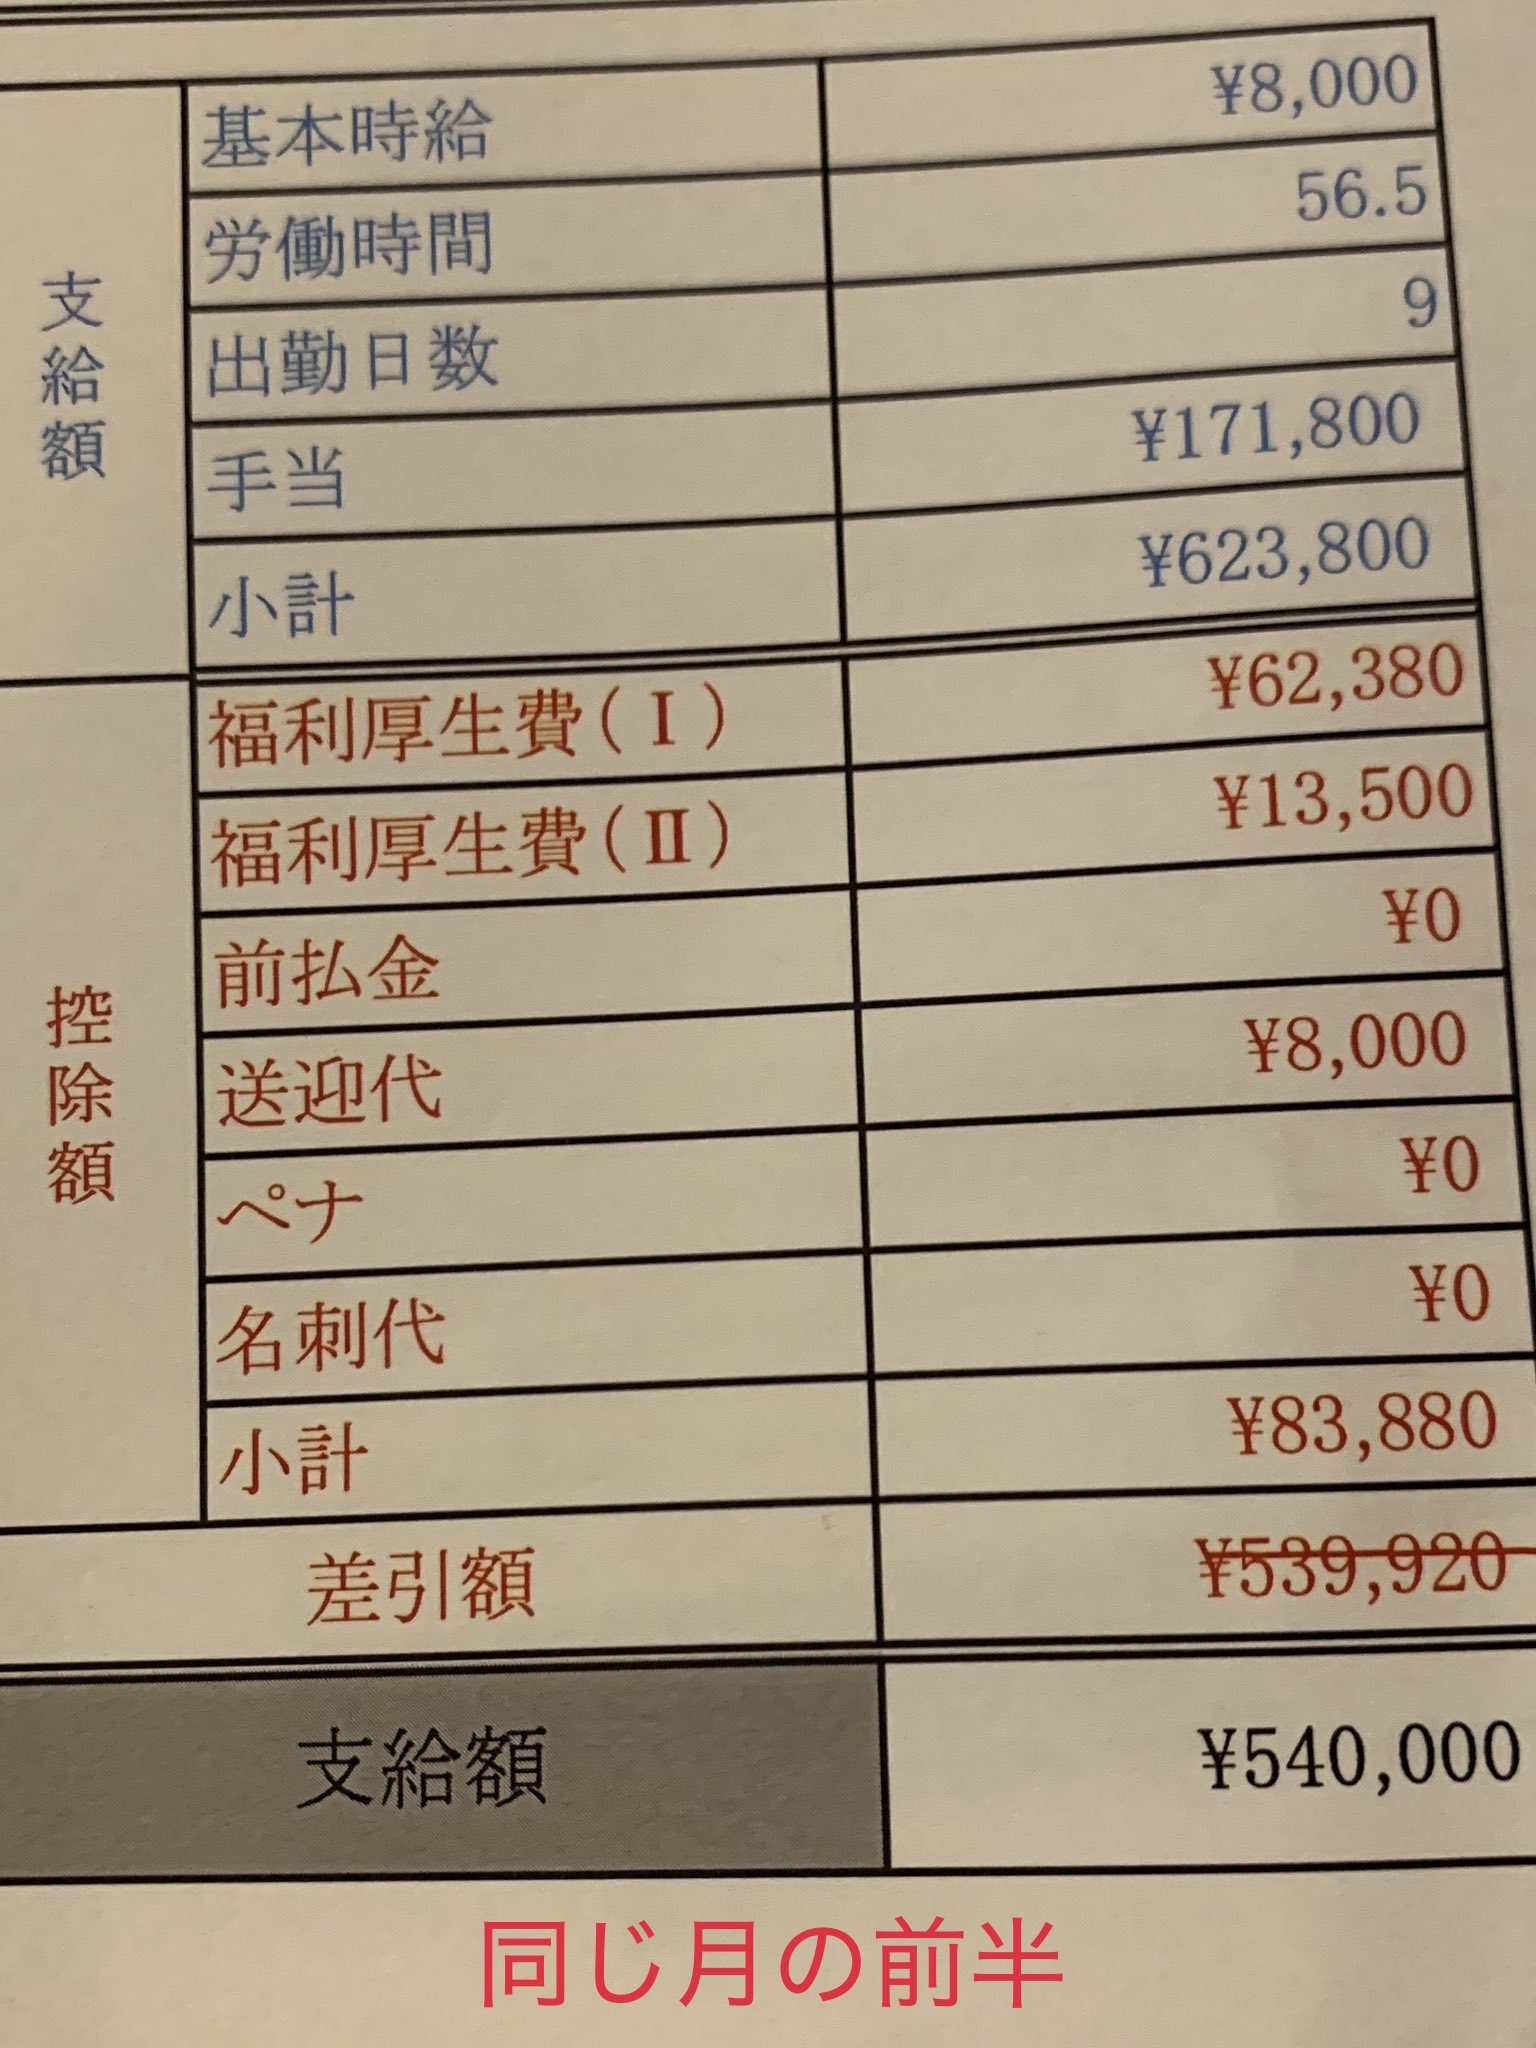 支給額
基本時給 ¥8,000
労働時間 56.5
出勤日数 9
手当 ¥171,800
小計 ¥623,800
控除額
福利厚生費(Ⅰ) ¥62,380
福利厚生費(Ⅱ) ¥13,500
前払金 ¥0
送迎代 ¥8,000
ペナ ¥0
名刺代 ¥0
小計 ¥83,880
差引額 ¥539,920
支給額 ¥540,000
同じ月の前半